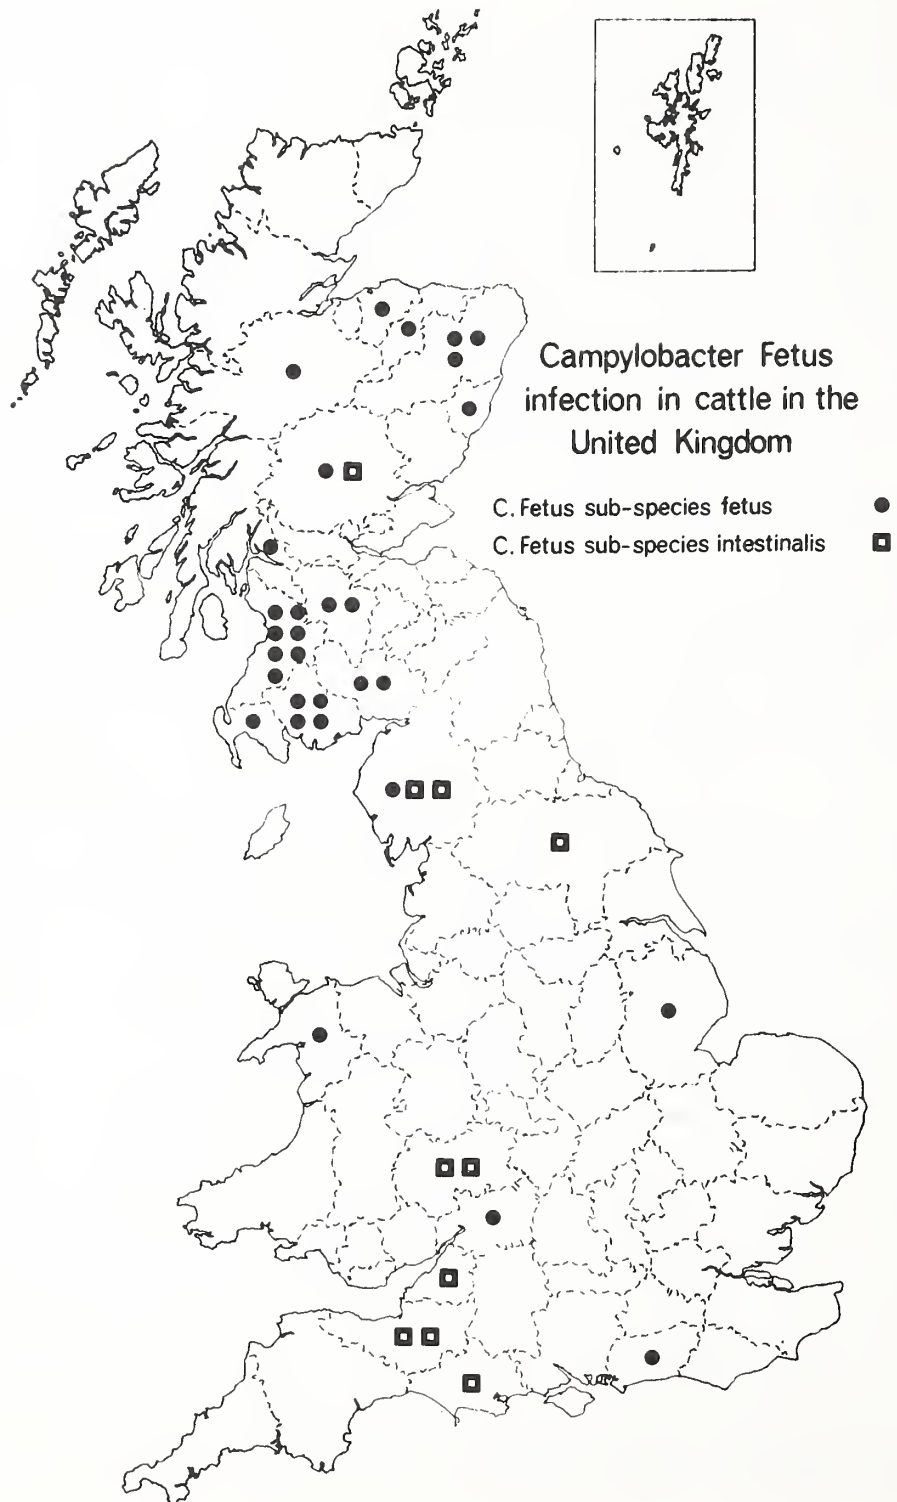 Campylobacter Fetus
infection in cattle in the
United Kingdom
C. Fetus sub-species fetus
C. Fetus sub-species intestinalis